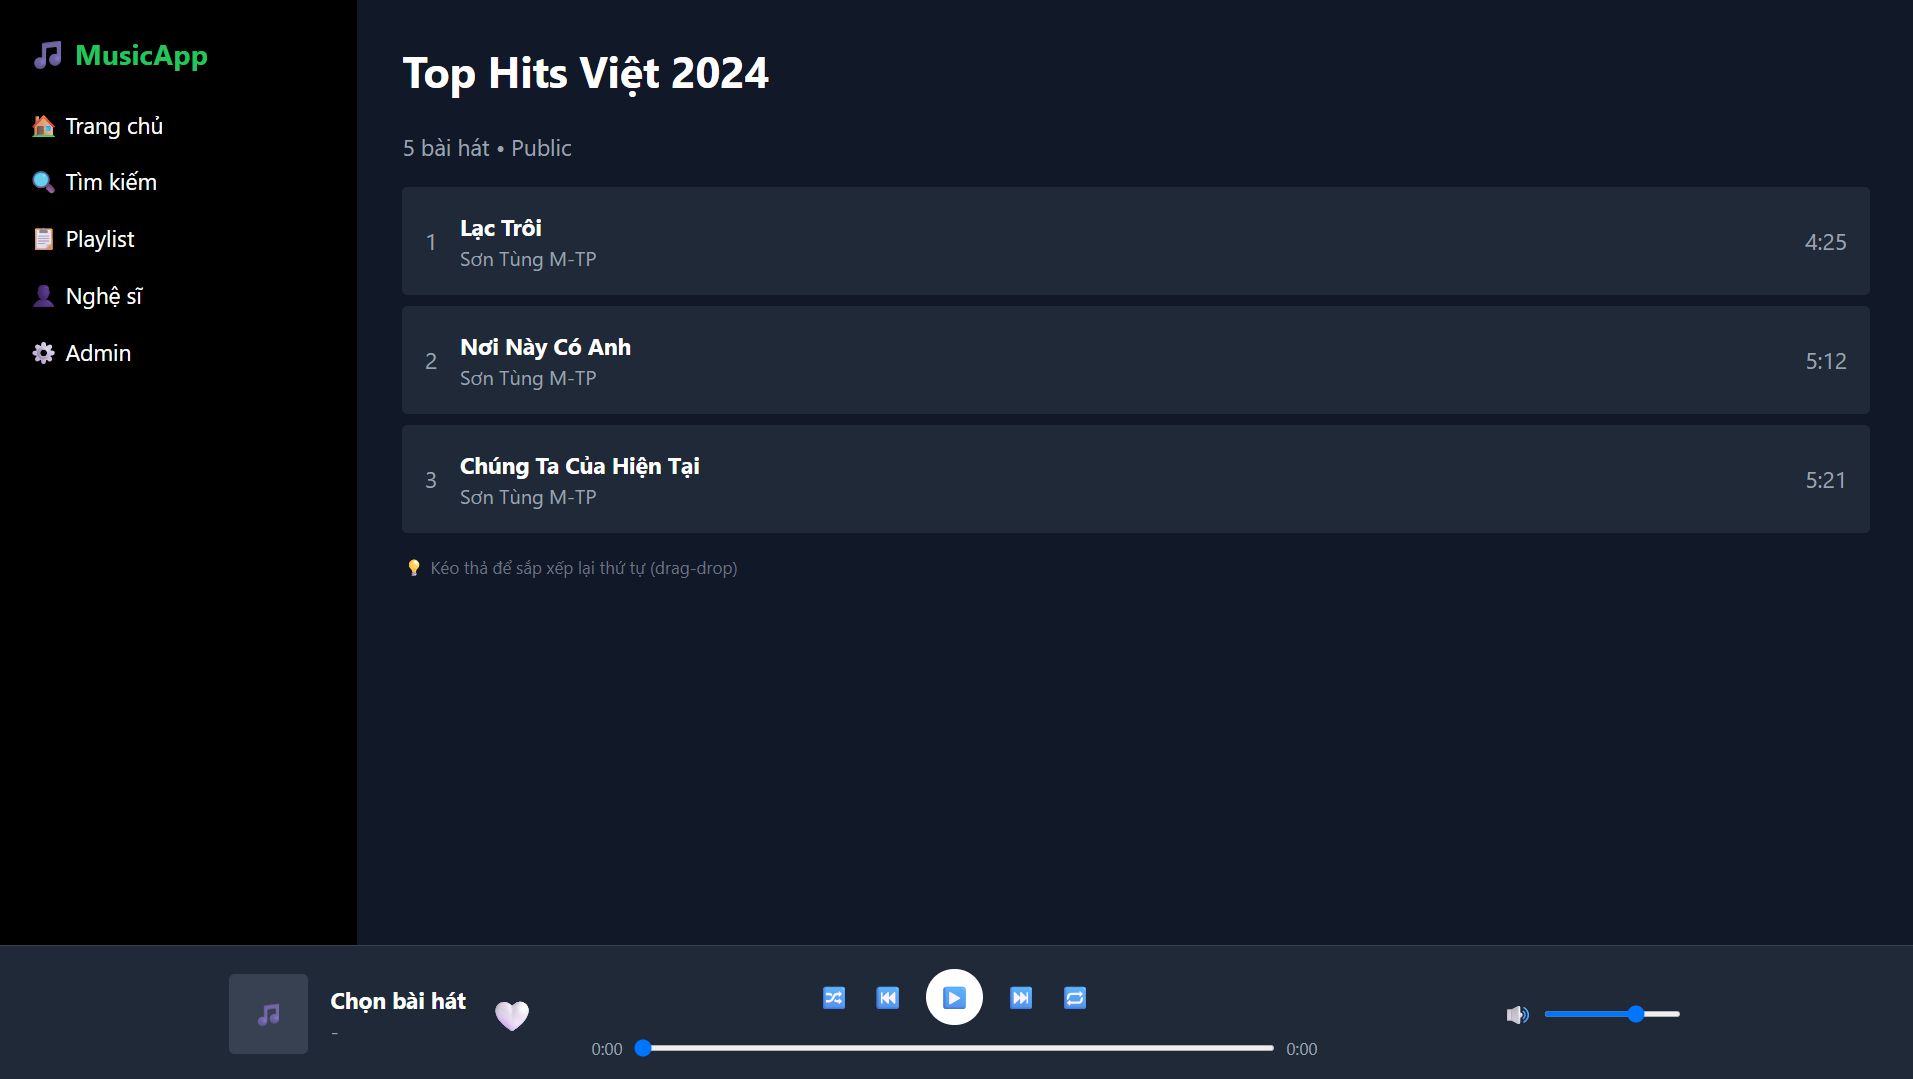 MusicApp
Trang chủ
Tìm kiếm
Playlist
Nghệ sĩ
Admin
Top Hits Việt 2024
5 bài hát • Public
1
Lạc Trôi
Sơn Tùng M-TP
4:25
2
Nơi Này Có Anh
Sơn Tùng M-TP
5:12
3
Chúng Ta Của Hiện Tại
Sơn Tùng M-TP
5:21
Kéo thả để sắp xếp lại thứ tự (drag-drop)
Chọn bài hát
-
0:00
0:00